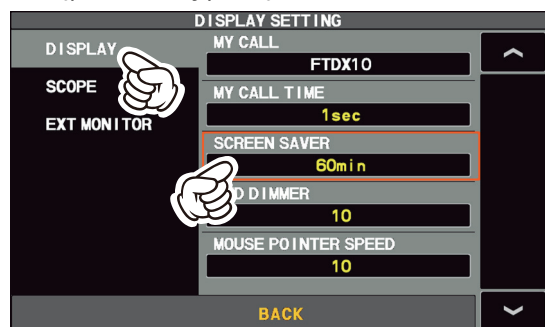 DISPLAY SETTING
DISPLAY
SCOPE
EXT MONITOR
MY CALL
FTDX10
MY CALL TIME
1sec
SCREEN SAVER
60min
DIMMER
10
MOUSE POINTER SPEED
10
BACK